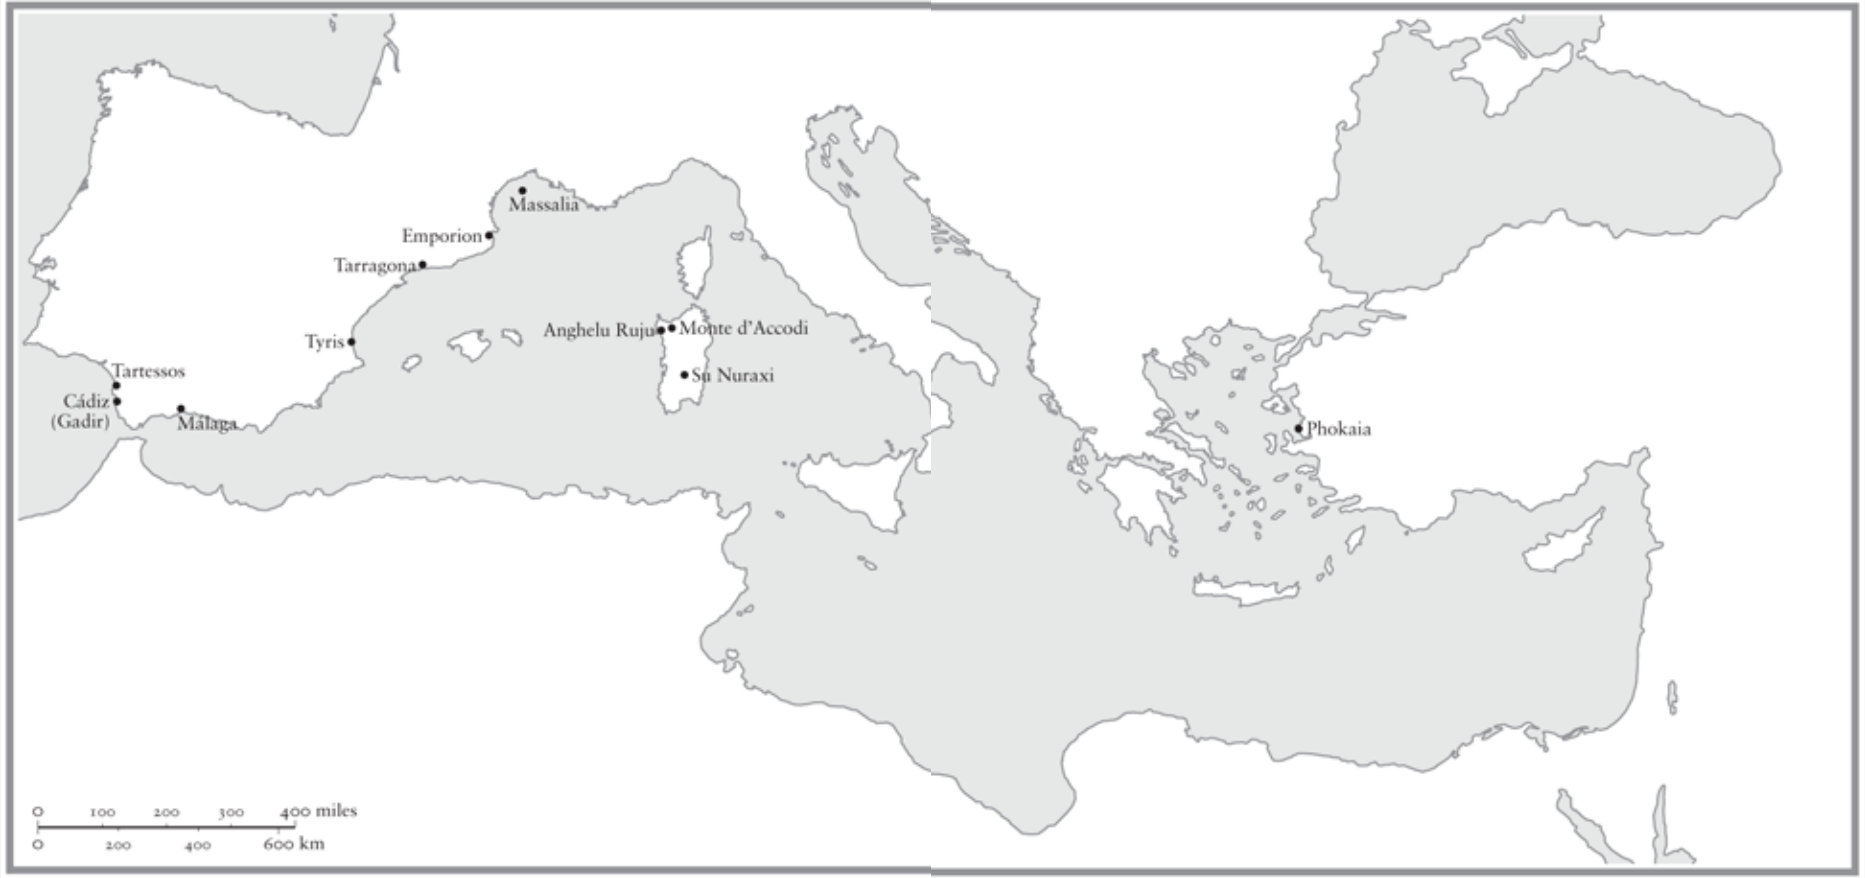 Massalia
Emporion
Tarragona
Anghelu Ruju
Monte d'Accodi
Tyris
Tartessos
Su Nuraxi
Cádiz
(Gadir)
Málaga
Phokaia
0 100 200 300 400 miles
0 200 400 600 km